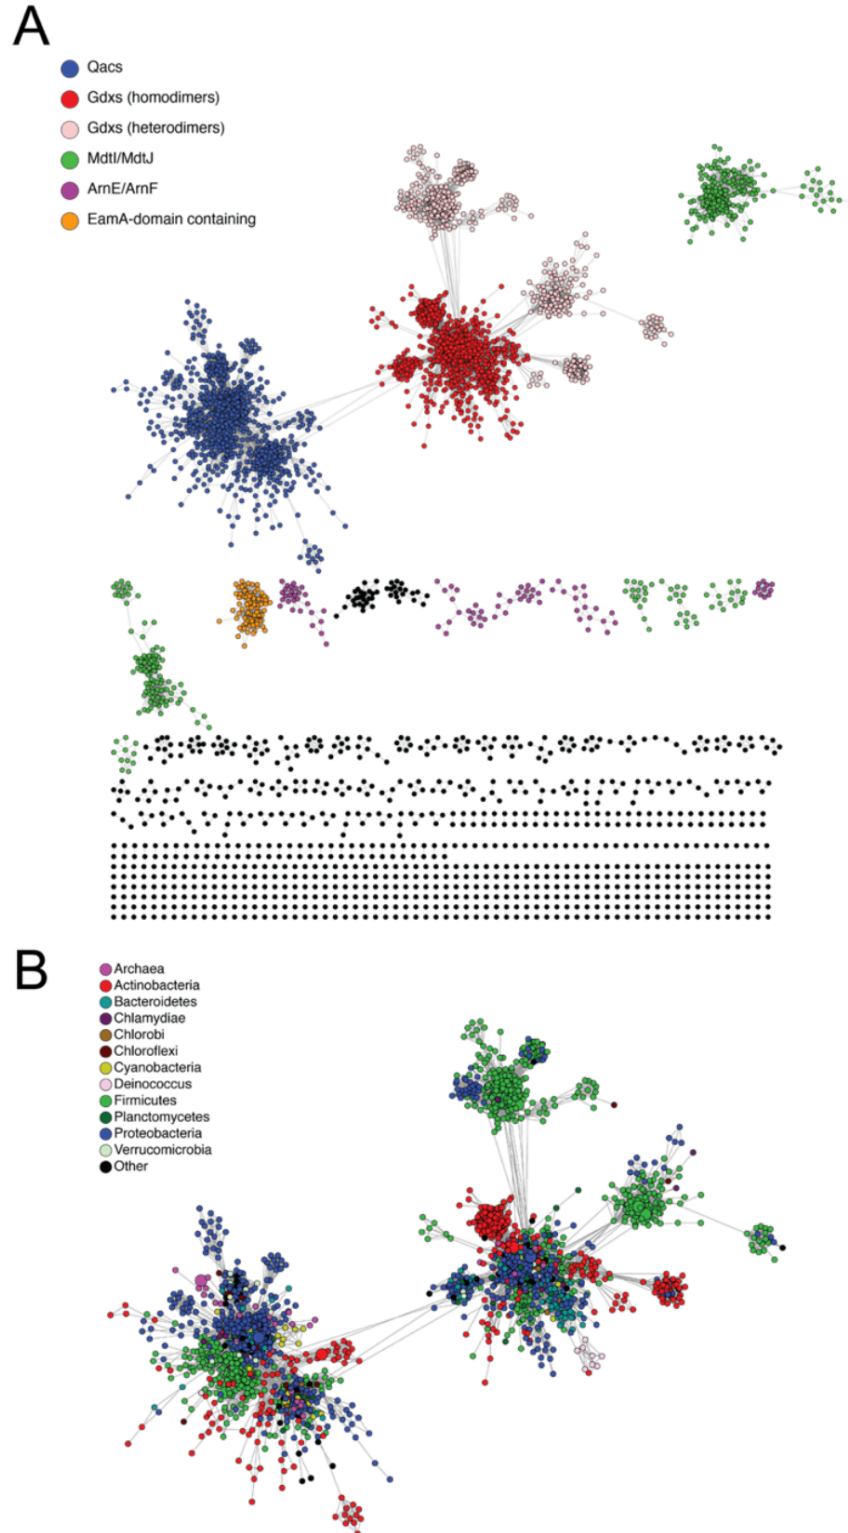 A
Qacs
Gdxs (homodimers)
Gdxs (heterodimers)
MdtI/MdtJ
ArnE/ArnF
EamA-domain containing
B
Archaea
Actinobacteria
Bacteroidetes
Chlamydiae
Chlorobi
Chloroflexi
Cyanobacteria
Deinococcus
Firmicutes
Planctomycetes
Proteobacteria
Verrucomicrobia
Other